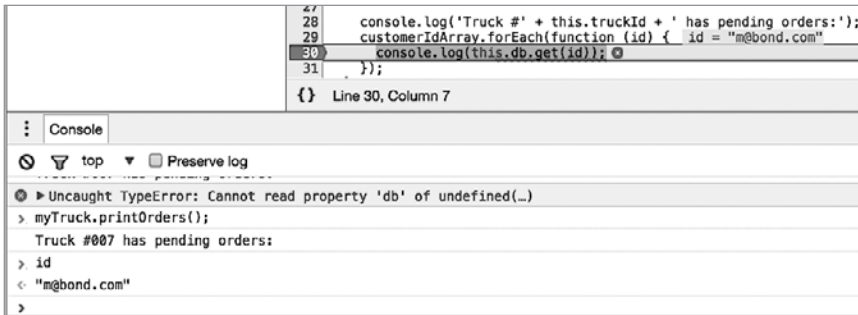 27
28 console.log('Truck #' + this.truckId + ' has pending orders:');
29 customerIdArray.forEach(function (id) { id = "m@bond.com"
30 console.log(this.db.get(id));
31 });
{} Line 30, Column 7
Console
top Preserve log
Uncaught TypeError: Cannot read property 'db' of undefined(…)
> myTruck.printOrders();
Truck #007 has pending orders:
> id
< "m@bond.com"
>